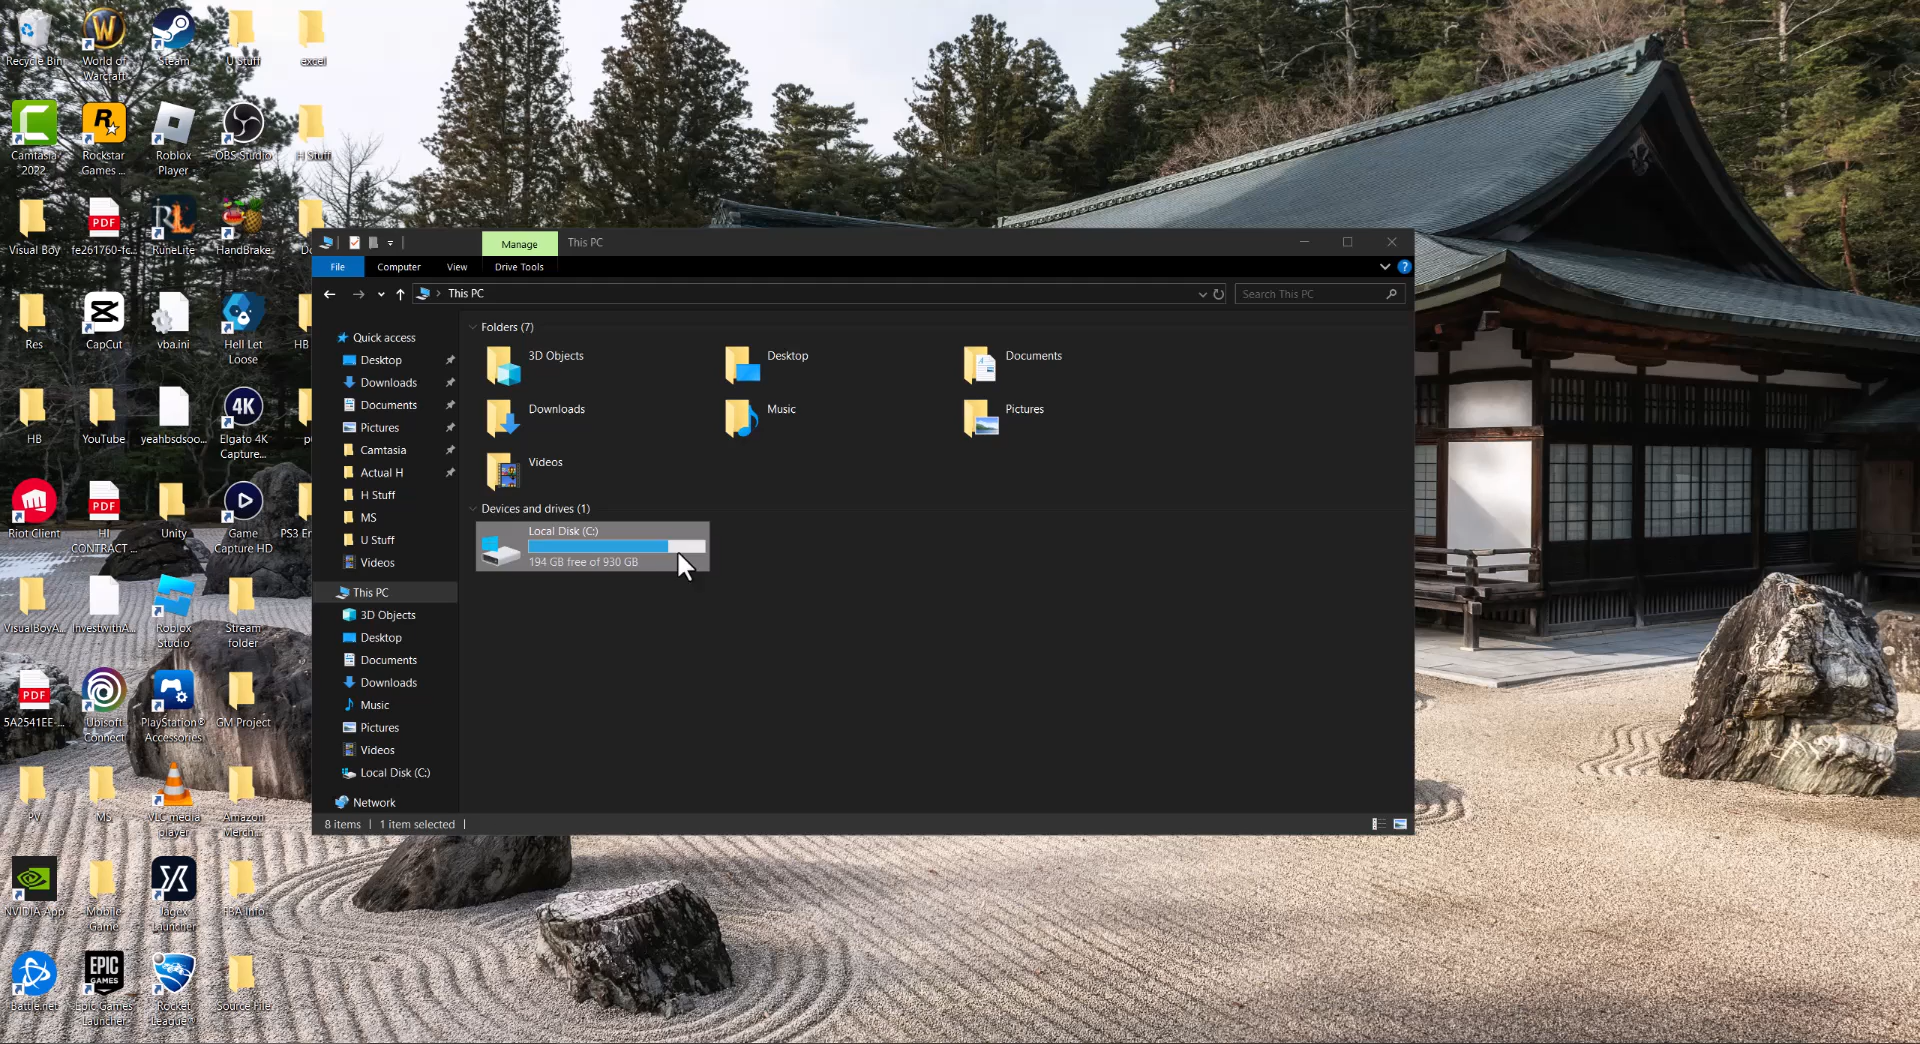 Recycle Bin
World of
Warcraft
Steam
U Stuff
excel
Camtasia
2022
Rockstar
Games ...
Roblox
Player
OBS Studio
H Stuff
Visual Boy
fe261760-fc...
RuneLite
HandBrake
Res
CapCut
vba.ini
Hell Let
Loose
HB
HB
YouTube
yeahbsdsoo...
Elgato 4K
Capture...
Riot Client
HI
CONTRACT ...
Unity
Game
Capture HD
PS3 En
VisualBoyA...
InvestwithA...
Roblox
Studio
Stream
folder
5A2541EE-...
Ubisoft
Connect
PlayStation®
Accessories
GM Project
PV
MS
VLC media
player
Amazon
Merch...
NVIDIA App
Mobile
Game
Jagex
Launcher
FBA Info
Battle.net
Epic Games
Launcher
Rocket
League®
Source File
PDF
PDF
PDF
4K
EPIC
GAMES
Manage
This PC
File
Computer
View
Drive Tools
This PC
Search This PC
Quick access
Desktop
Downloads
Documents
Pictures
Camtasia
Actual H
H Stuff
MS
U Stuff
Videos
This PC
3D Objects
Desktop
Documents
Downloads
Music
Pictures
Videos
Local Disk (C:)
Network
Folders (7)
3D Objects
Desktop
Documents
Downloads
Music
Pictures
Videos
Devices and drives (1)
Local Disk (C:)
194 GB free of 930 GB
8 items
1 item selected